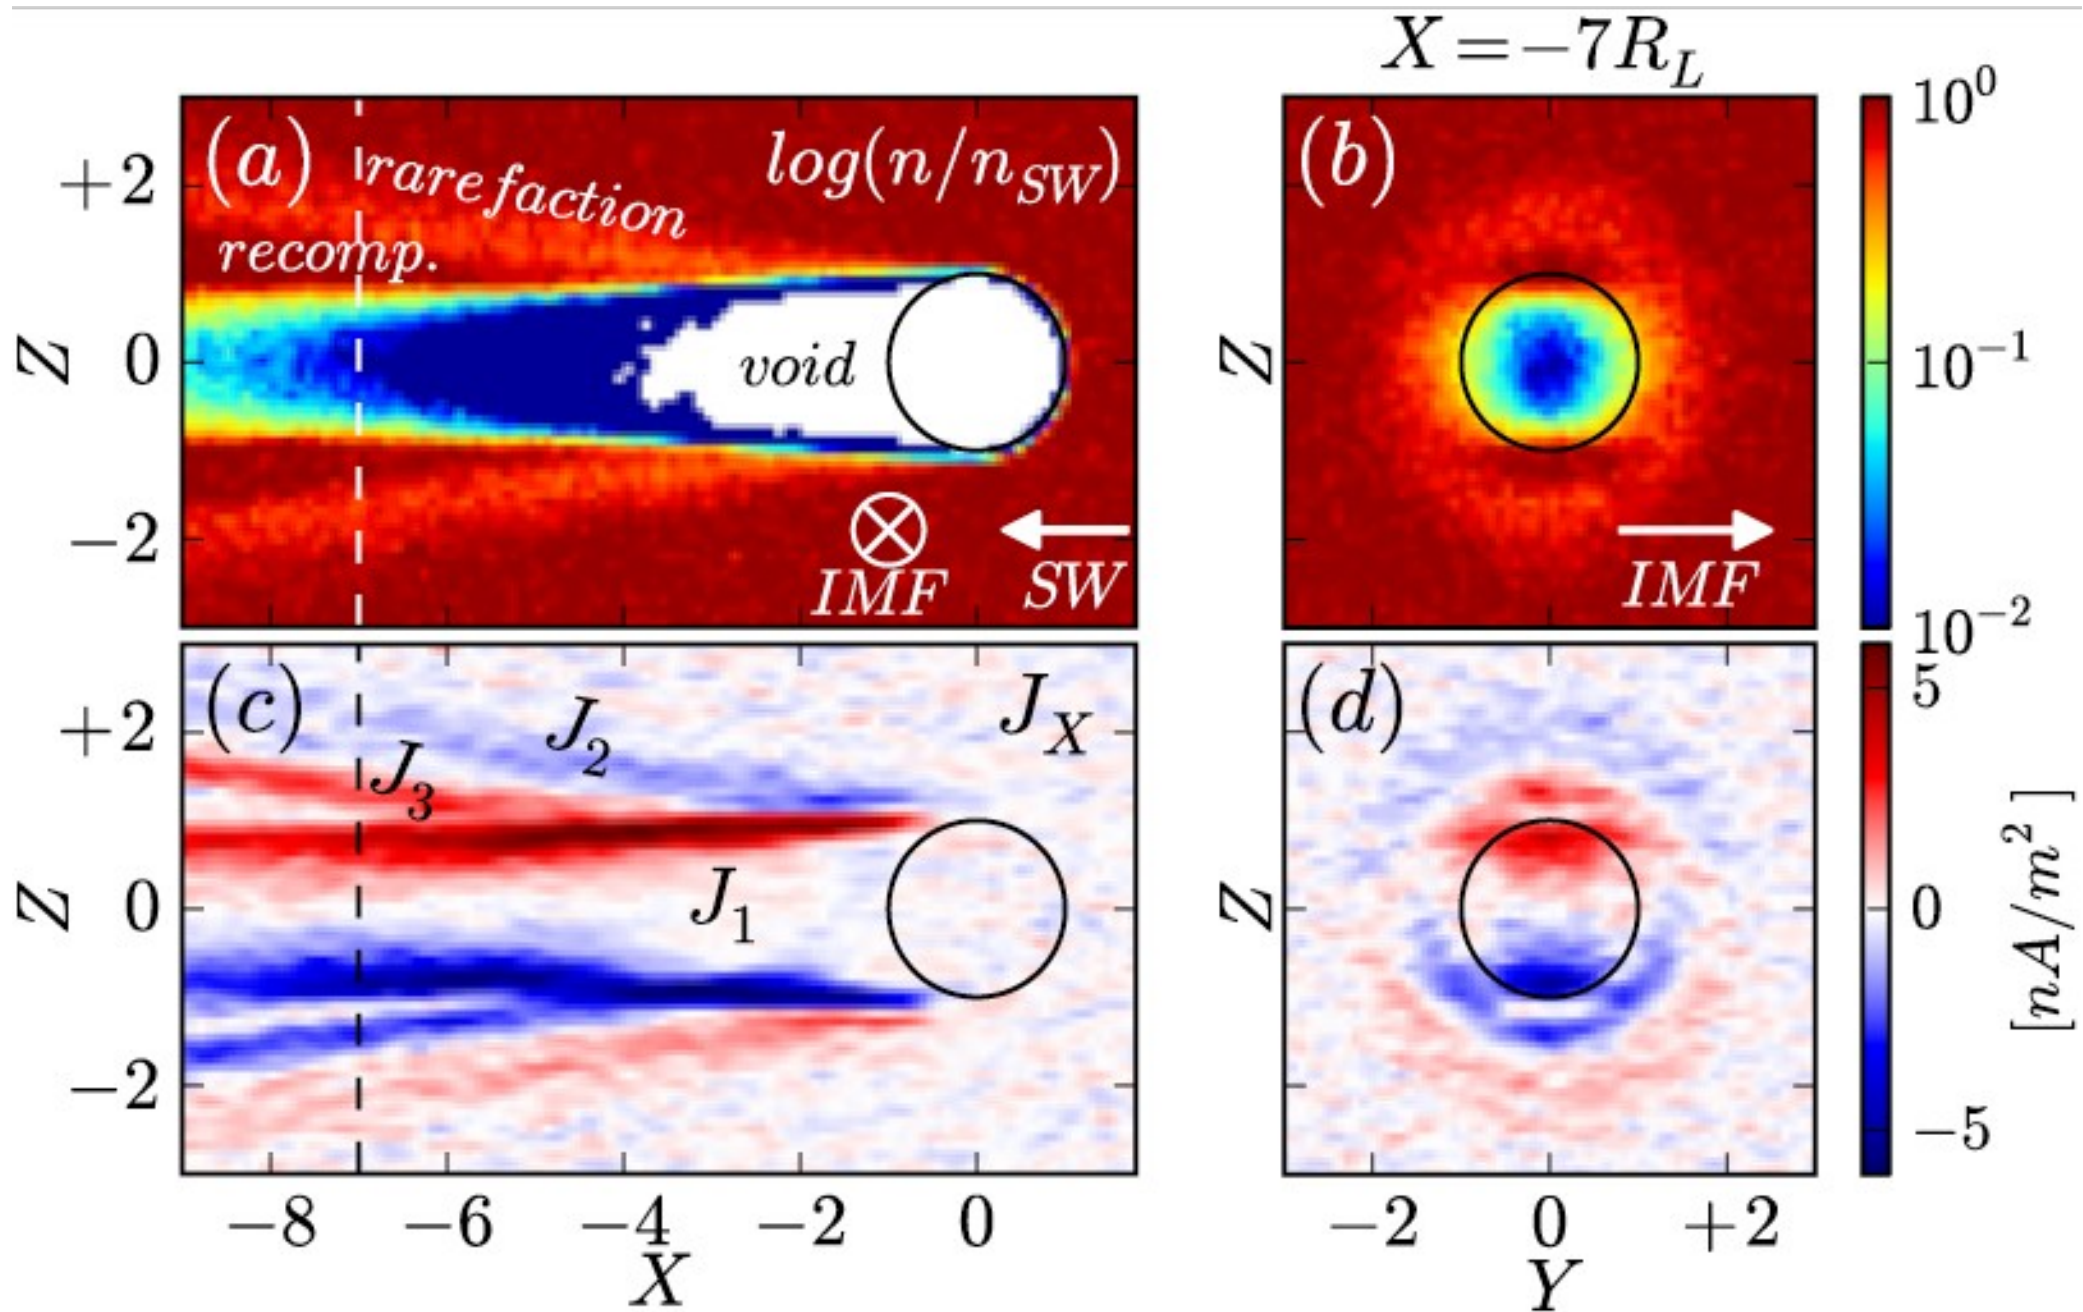 X = −7R_L
(a)
log(n/n_SW)
rarefaction
recomp.
void
IMF
SW
Z
+2
0
−2
(b)
IMF
Z
10^0
10^−1
10^−2
(c)
J_2
J_X
J_3
J_1
Z
+2
0
−2
−8 −6 −4 −2 0
X
(d)
Z
−2 0 +2
Y
5
0
−5
[nA/m^2]